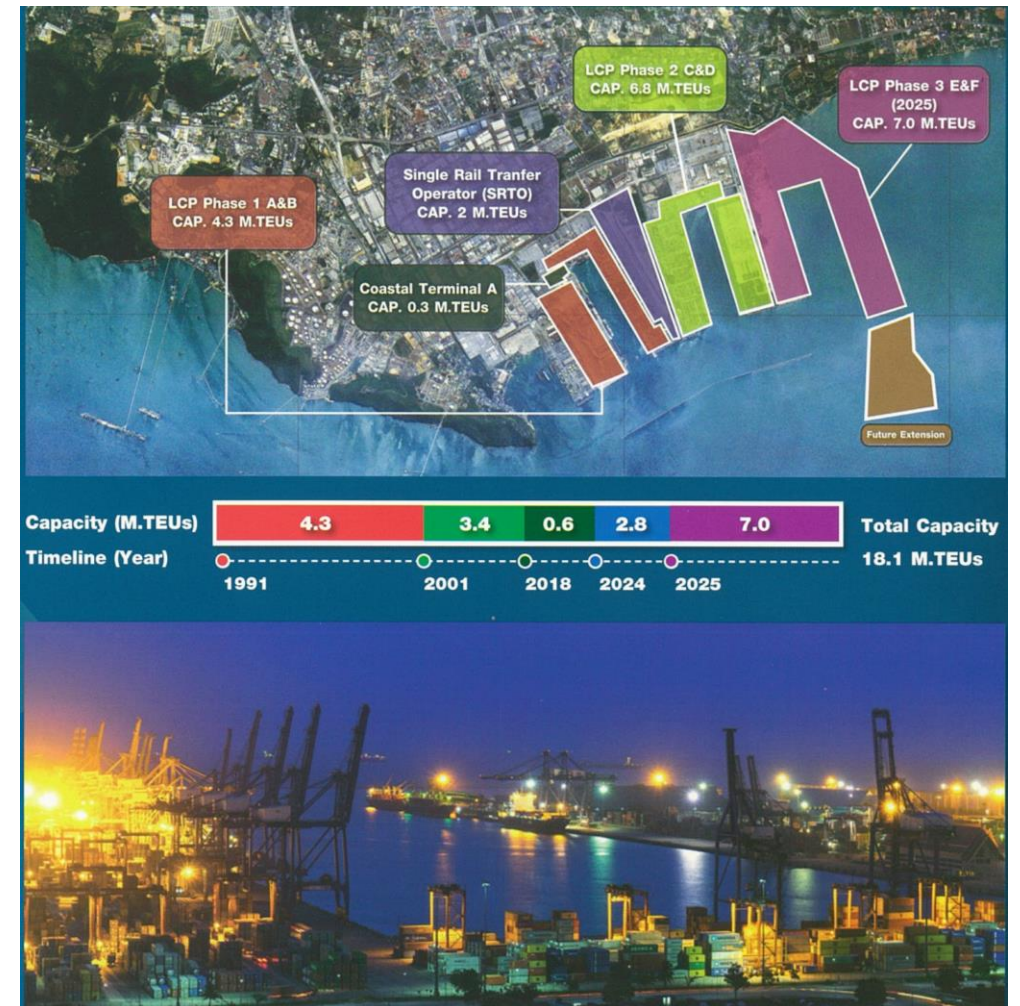 LCP Phase 2 C&D
CAP. 6.8 M.TEUs
LCP Phase 3 E&F
(2025)
CAP. 7.0 M.TEUs
Single Rail Tranfer
Operator (SRTO)
CAP. 2 M.TEUs
LCP Phase 1 A&B
CAP. 4.3 M.TEUs
Coastal Terminal A
CAP. 0.3 M.TEUs
Future Extension
Capacity (M.TEUs)
4.3
3.4
0.6
2.8
7.0
Total Capacity
18.1 M.TEUs
Timeline (Year)
1991
2001
2018
2024
2025